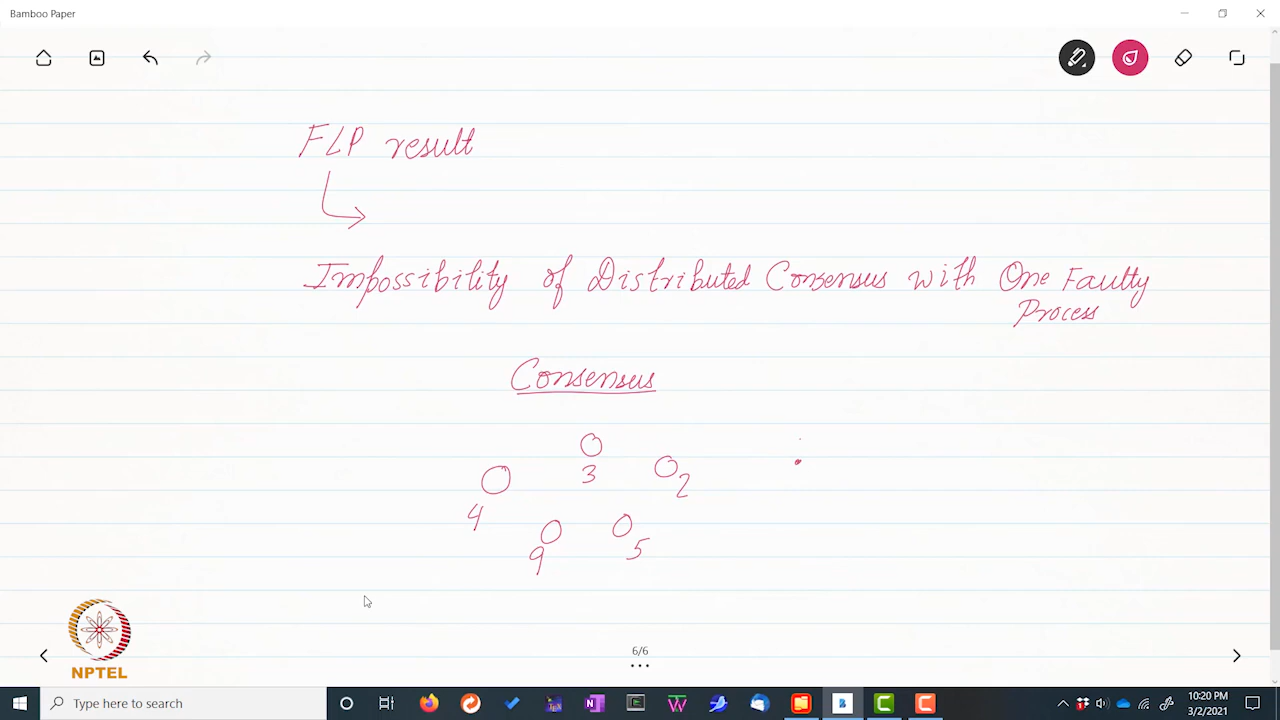 Bamboo Paper
FLP result
Impossibility of Distributed Consensus with One Faulty
Process
Consensus
3
2
4
9
5
NPTEL
6/6
Type here to search
10:20 PM
3/2/2021